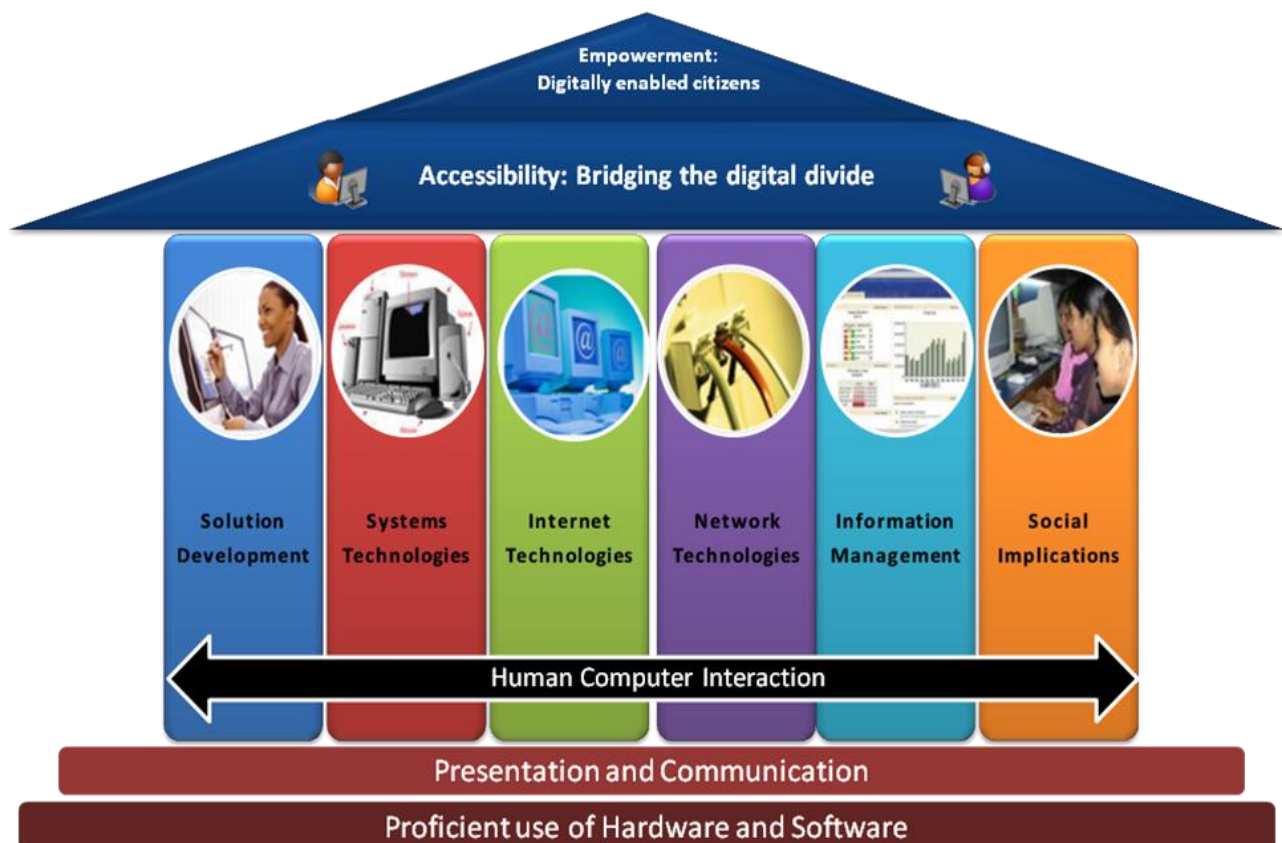 Empowerment:
Digitally enabled citizens
Accessibility: Bridging the digital divide
Solution
Development
Systems
Technologies
Internet
Technologies
Network
Technologies
Information
Management
Social
Implications
Human Computer Interaction
Presentation and Communication
Proficient use of Hardware and Software